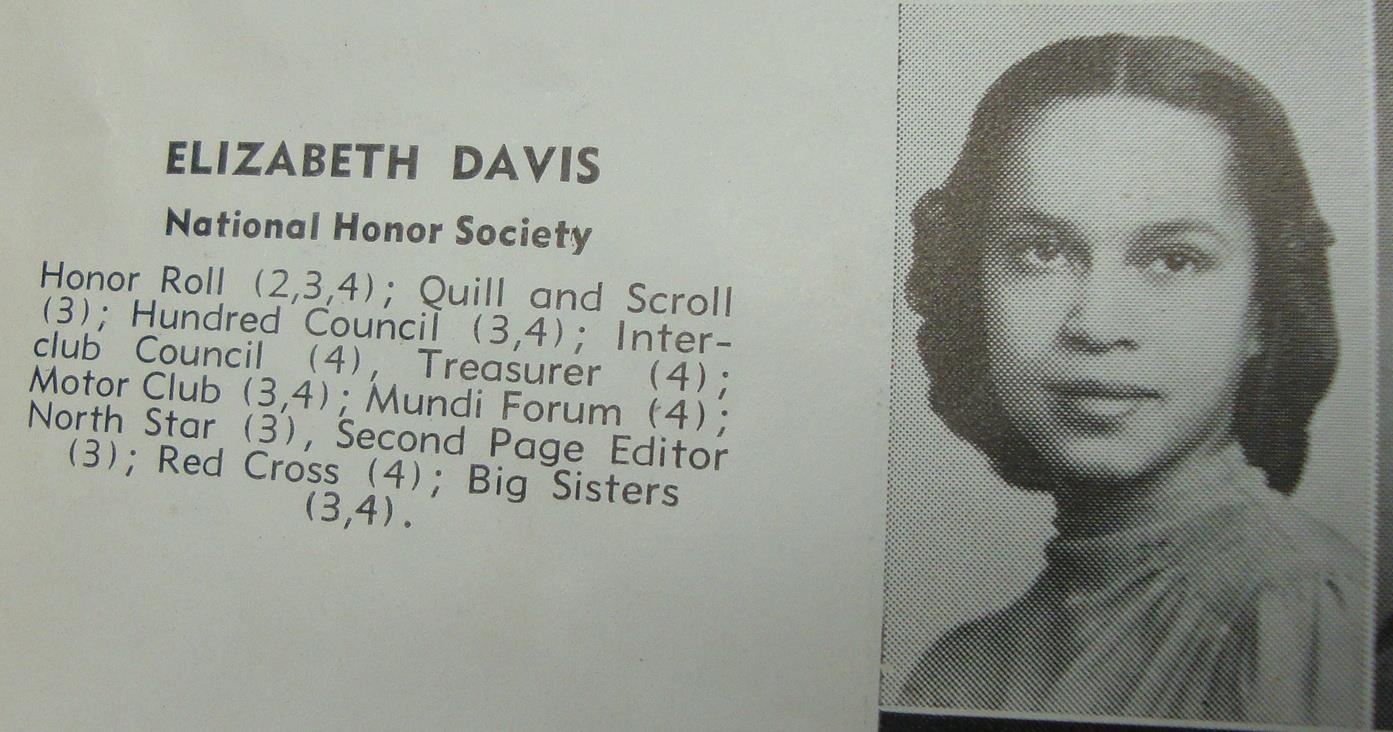 ELIZABETH DAVIS
National Honor Society
Honor Roll (2,3,4); Quill and Scroll
(3); Hundred Council (3,4); Inter-
club Council (4), Treasurer (4);
Motor Club (3,4); Mundi Forum (4);
North Star (3), Second Page Editor
(3); Red Cross (4); Big Sisters
(3,4).